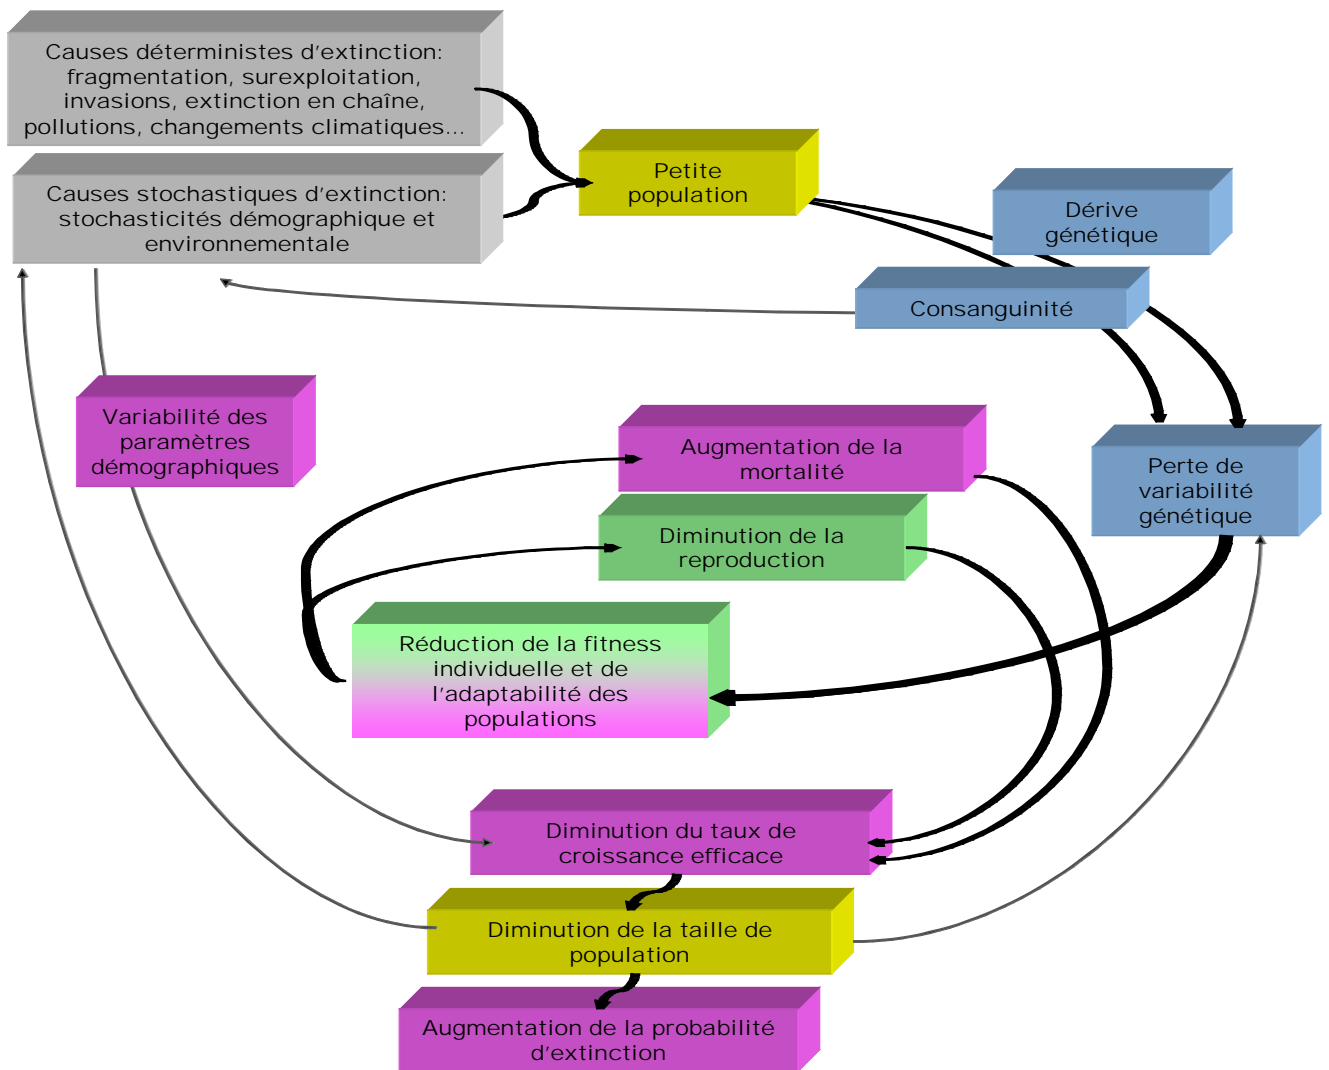 Causes déterministes d'extinction:
fragmentation, surexploitation,
invasions, extinction en chaîne,
pollutions, changements climatiques...
Causes stochastiques d'extinction:
stochasticités démographique et
environnementale
Petite
population
Dérive
génétique
Consanguinité
Variabilité des
paramètres
démographiques
Augmentation de la
mortalité
Perte de
variabilité
génétique
Diminution de la
reproduction
Réduction de la fitness
individuelle et de
l'adaptabilité des
populations
Diminution du taux de
croissance efficace
Diminution de la taille de
population
Augmentation de la probabilité
d'extinction